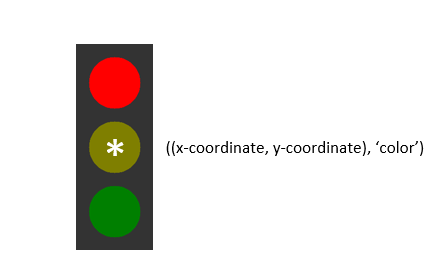 * ((x-coordinate, y-coordinate), ‘color’)